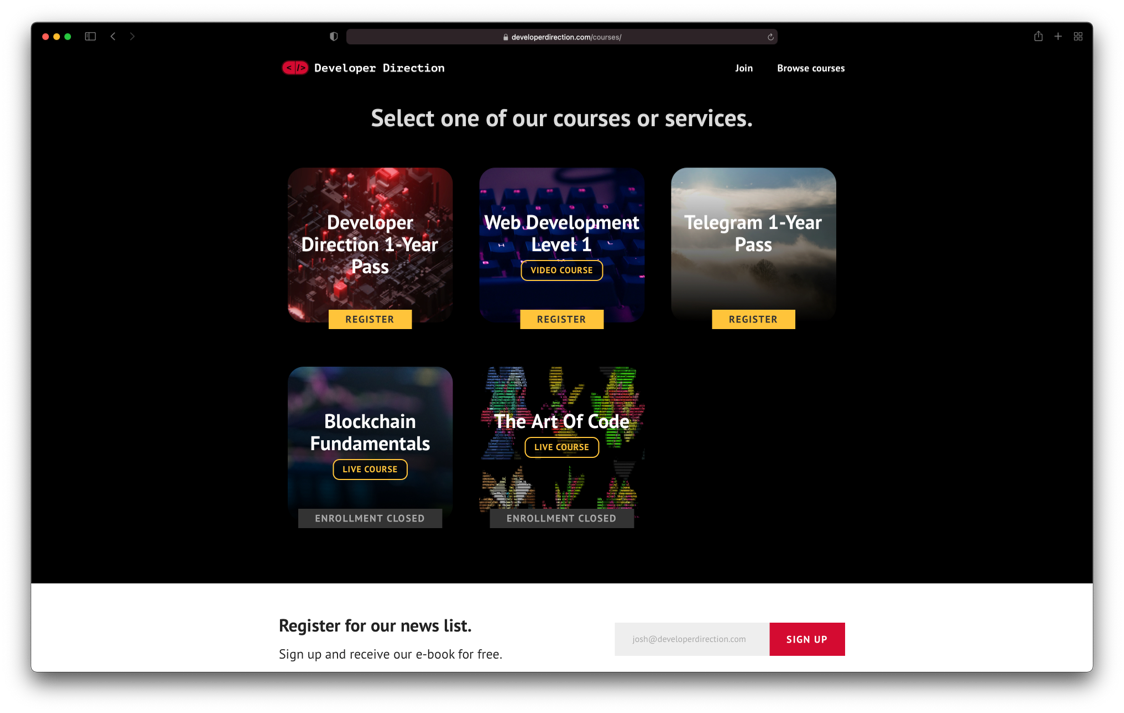 developerdirection.com/courses/
</> Developer Direction
Join
Browse courses
Select one of our courses or services.
Developer
Direction 1-Year
Pass
REGISTER
Web Development
Level 1
VIDEO COURSE
REGISTER
Telegram 1-Year
Pass
REGISTER
Blockchain
Fundamentals
LIVE COURSE
ENROLLMENT CLOSED
The Art Of Code
LIVE COURSE
ENROLLMENT CLOSED
Register for our news list.
Sign up and receive our e-book for free.
josh@developerdirection.com
SIGN UP